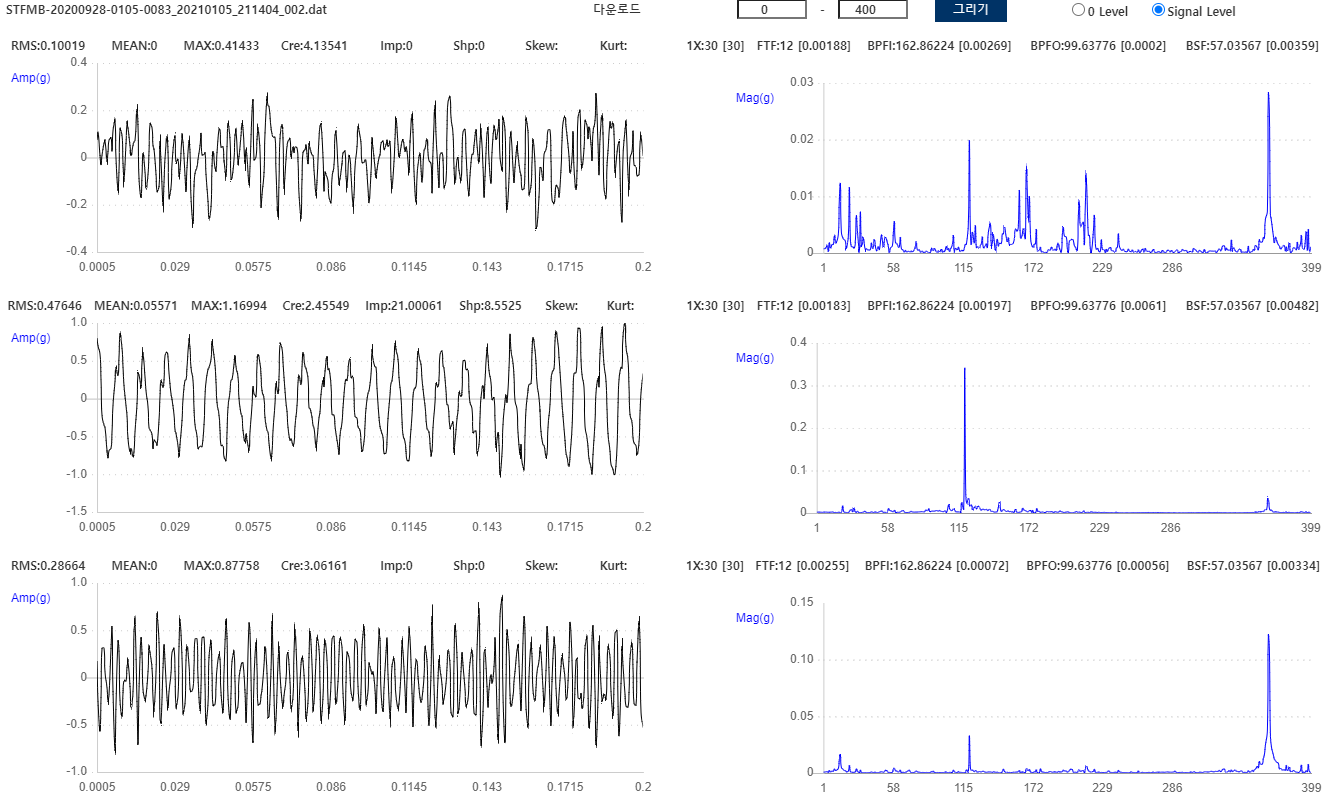 STFMB-20200928-0105-0083_20210105_211404_002.dat 다운로드 0 - 400 그리기 0 Level Signal Level
RMS:0.10019 MEAN:0 MAX:0.41433 Cre:4.13541 Imp:0 Shp:0 Skew: Kurt:
Amp(g)
0.4
0.2
0
-0.2
-0.4
0.0005 0.029 0.0575 0.086 0.1145 0.143 0.1715 0.2
1X:30 [30] FTF:12 [0.00188] BPFI:162.86224 [0.00269] BPFO:99.63776 [0.0002] BSF:57.03567 [0.00359]
Mag(g)
0.03
0.02
0.01
0
1 58 115 172 229 286 399
RMS:0.47646 MEAN:0.05571 MAX:1.16994 Cre:2.45549 Imp:21.00061 Shp:8.5525 Skew: Kurt:
Amp(g)
1.0
0.5
0
-0.5
-1.0
-1.5
0.0005 0.029 0.0575 0.086 0.1145 0.143 0.1715 0.2
1X:30 [30] FTF:12 [0.00183] BPFI:162.86224 [0.00197] BPFO:99.63776 [0.0061] BSF:57.03567 [0.00482]
Mag(g)
0.4
0.3
0.2
0.1
0
1 58 115 172 229 286 399
RMS:0.28664 MEAN:0 MAX:0.87758 Cre:3.06161 Imp:0 Shp:0 Skew: Kurt:
Amp(g)
1.0
0.5
0
-0.5
-1.0
0.0005 0.029 0.0575 0.086 0.1145 0.143 0.1715 0.2
1X:30 [30] FTF:12 [0.00255] BPFI:162.86224 [0.00072] BPFO:99.63776 [0.00056] BSF:57.03567 [0.00334]
Mag(g)
0.15
0.10
0.05
0
1 58 115 172 229 286 399